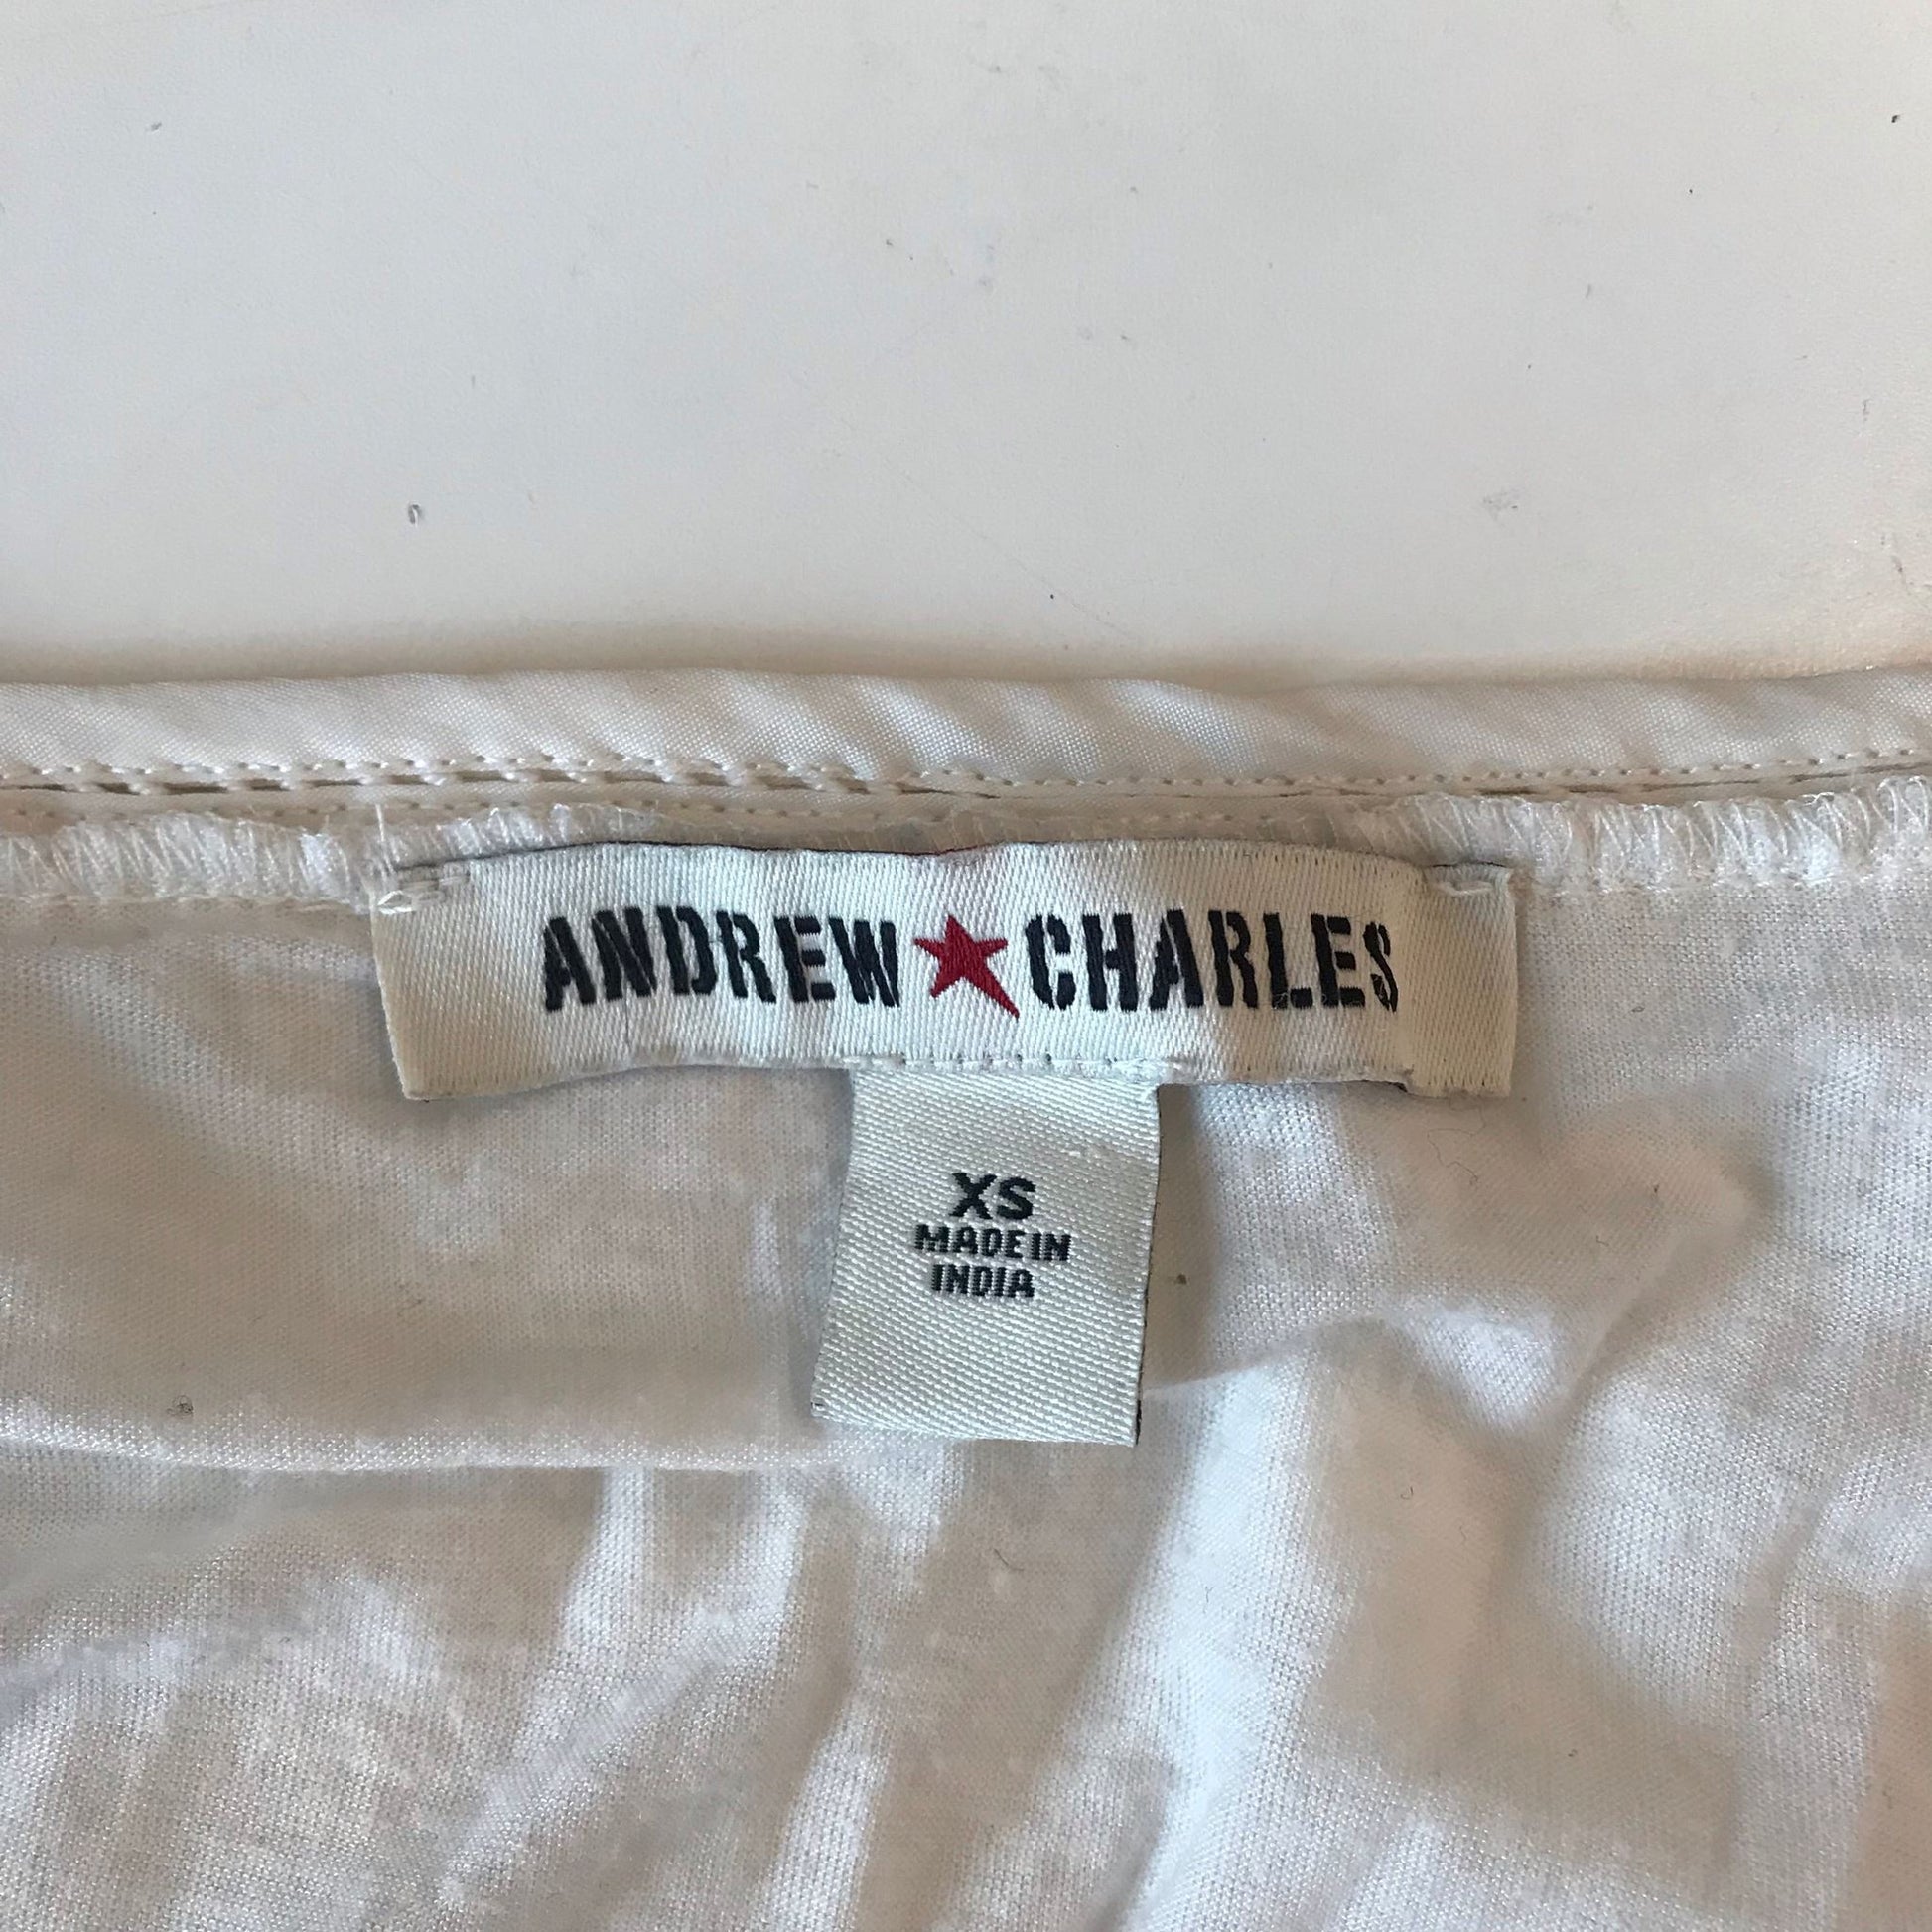 ANDREW★CHARLES
XS
MADE IN
INDIA